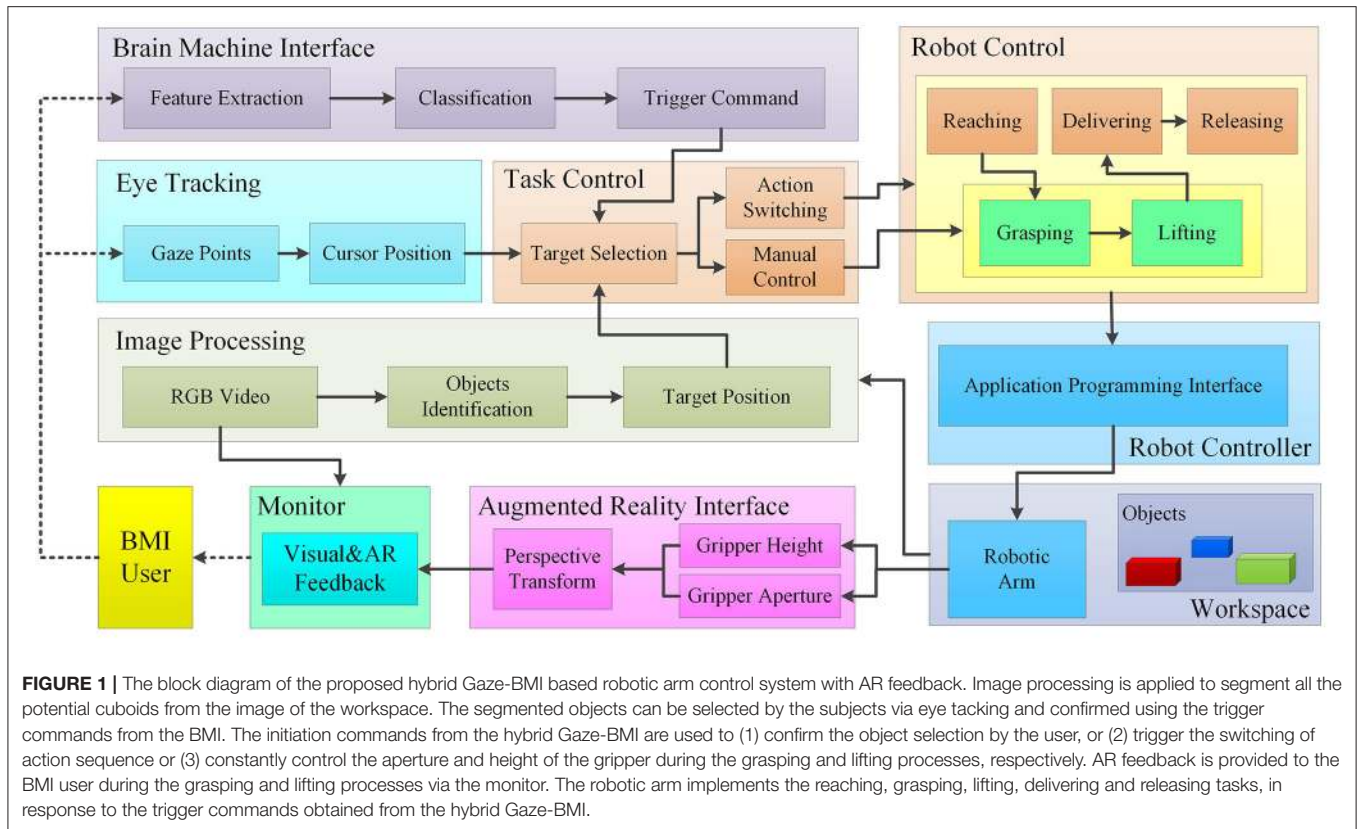 Brain Machine Interface
Feature Extraction
Classification
Trigger Command
Eye Tracking
Gaze Points
Cursor Position
Task Control
Target Selection
Action
Switching
Manual
Control
Robot Control
Reaching
Delivering
Releasing
Grasping
Lifting
Image Processing
RGB Video
Objects
Identification
Target Position
Application Programming Interface
Robot Controller
BMI
User
Monitor
Visual&AR
Feedback
Augmented Reality Interface
Perspective
Transform
Gripper Height
Gripper Aperture
Robotic
Arm
Objects
Workspace
FIGURE 1 | The block diagram of the proposed hybrid Gaze-BMI based robotic arm control system with AR feedback. Image processing is applied to segment all the
potential cuboids from the image of the workspace. The segmented objects can be selected by the subjects via eye tacking and confirmed using the trigger
commands from the BMI. The initiation commands from the hybrid Gaze-BMI are used to (1) confirm the object selection by the user, or (2) trigger the switching of
action sequence or (3) constantly control the aperture and height of the gripper during the grasping and lifting processes, respectively. AR feedback is provided to the
BMI user during the grasping and lifting processes via the monitor. The robotic arm implements the reaching, grasping, lifting, delivering and releasing tasks, in
response to the trigger commands obtained from the hybrid Gaze-BMI.